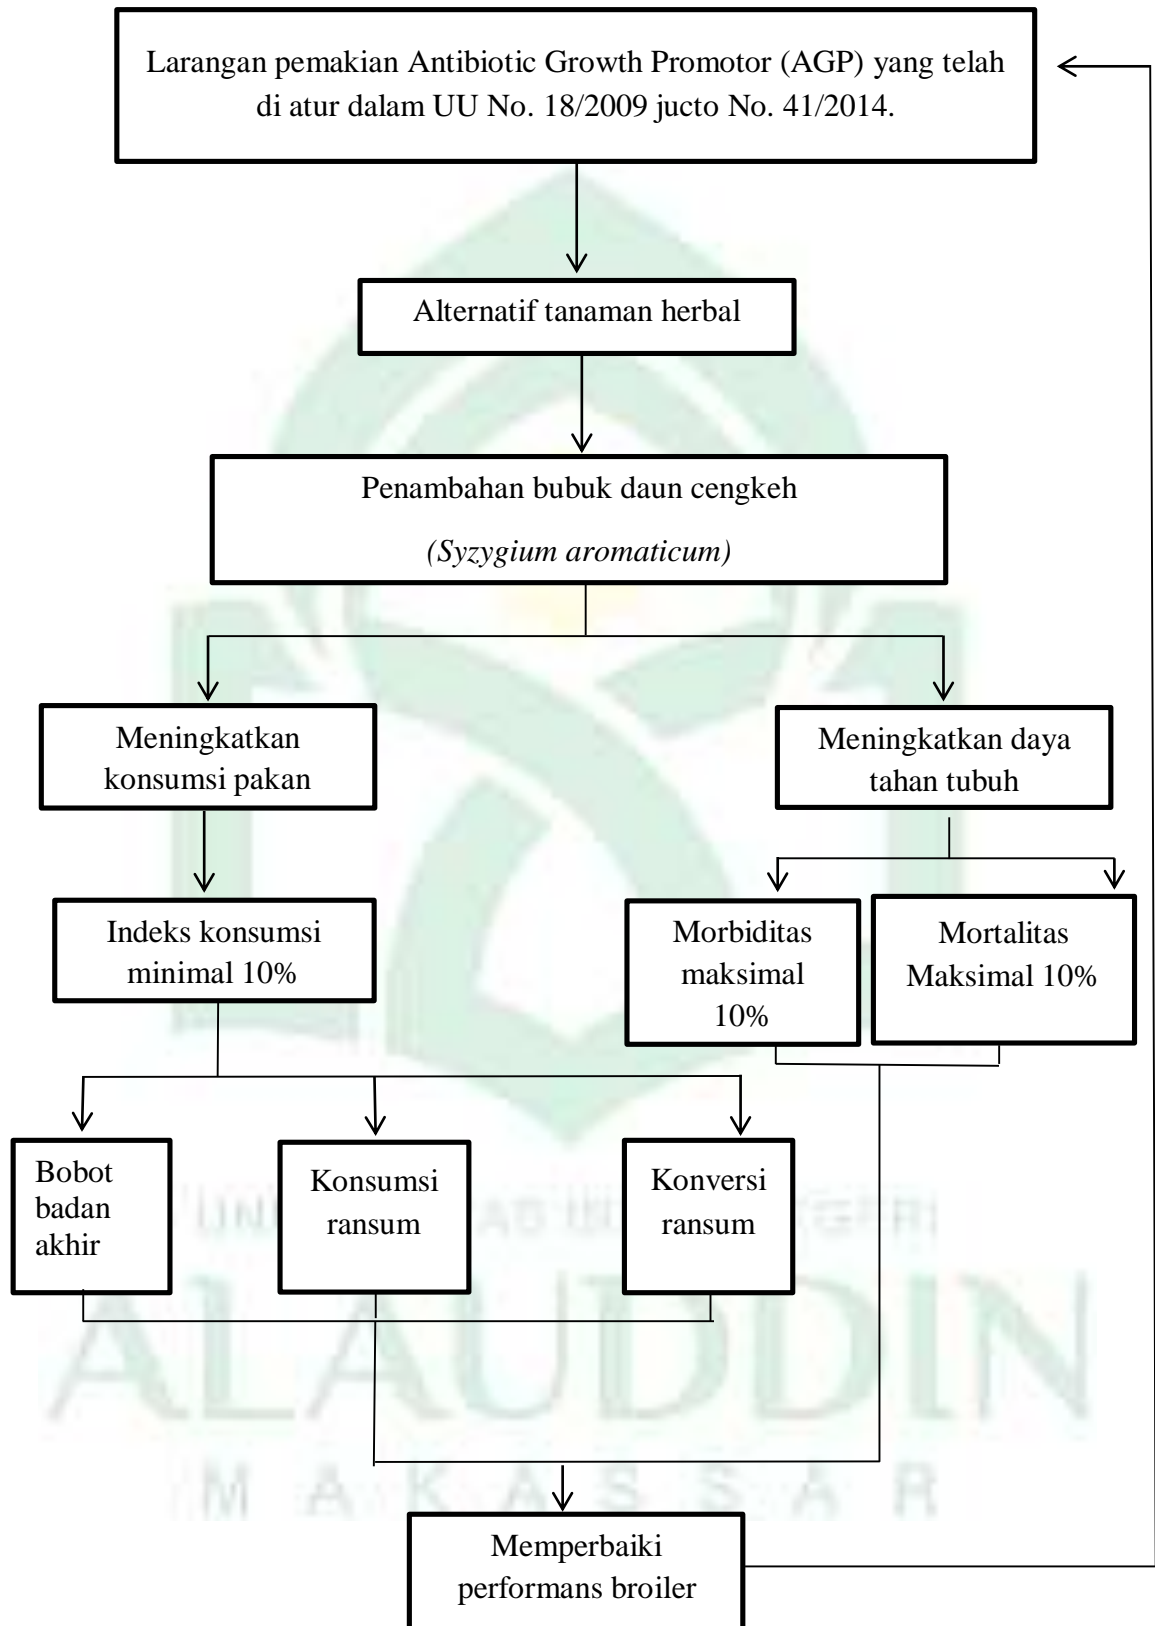 Larangan pemakian Antibiotic Growth Promotor (AGP) yang telah
di atur dalam UU No. 18/2009 jucto No. 41/2014.
Alternatif tanaman herbal
Penambahan bubuk daun cengkeh
(Syzygium aromaticum)
Meningkatkan
konsumsi pakan
Meningkatkan daya
tahan tubuh
Indeks konsumsi
minimal 10%
Morbiditas
maksimal
10%
Mortalitas
Maksimal 10%
Bobot
badan
akhir
Konsumsi
ransum
Konversi
ransum
ALAUDDIN
MAKASSAR
Memperbaiki
performans broiler